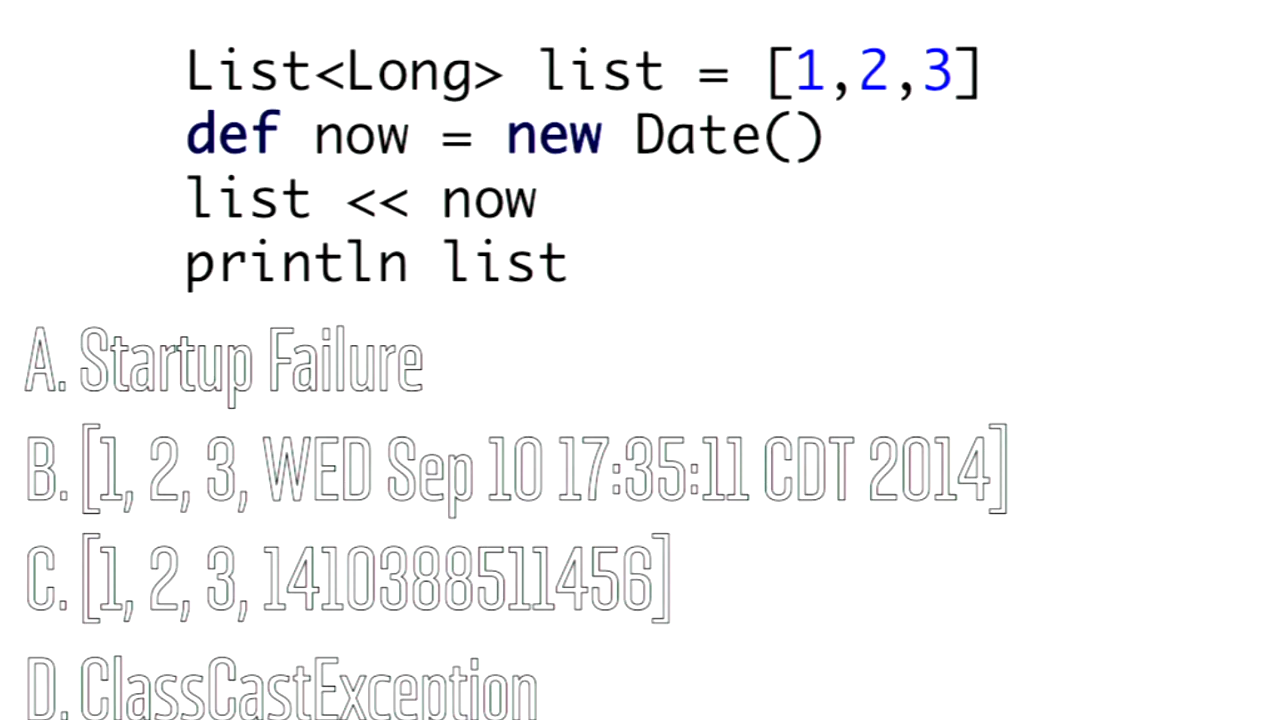 List<Long> list = [1,2,3]
def now = new Date()
list << now
println list
A. Startup Failure
B. [1, 2, 3, WED Sep 10 17:35:11 CDT 2014]
C. [1, 2, 3, 1410388511456]
D. ClassCastException